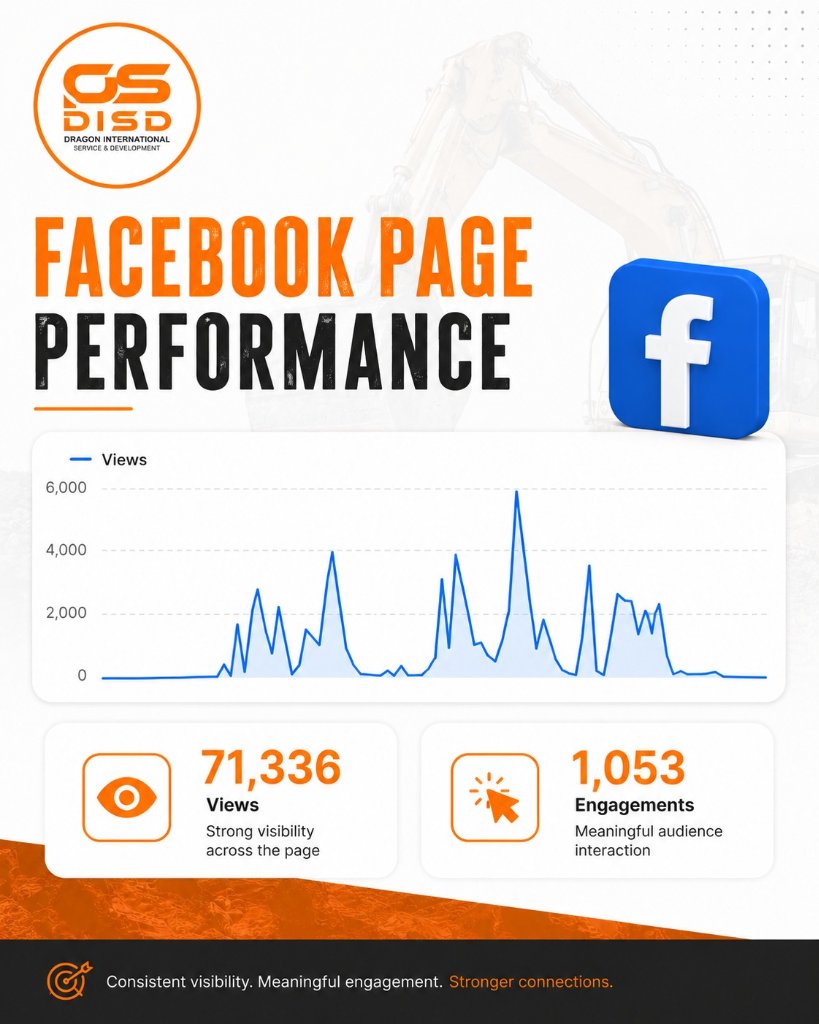 DISD
DRAGON INTERNATIONAL
SERVICE & DEVELOPMENT
FACEBOOK PAGE
PERFORMANCE
f
Views
6,000
4,000
2,000
0
71,336
Views
Strong visibility
across the page
1,053
Engagements
Meaningful audience
interaction
Consistent visibility. Meaningful engagement. Stronger connections.